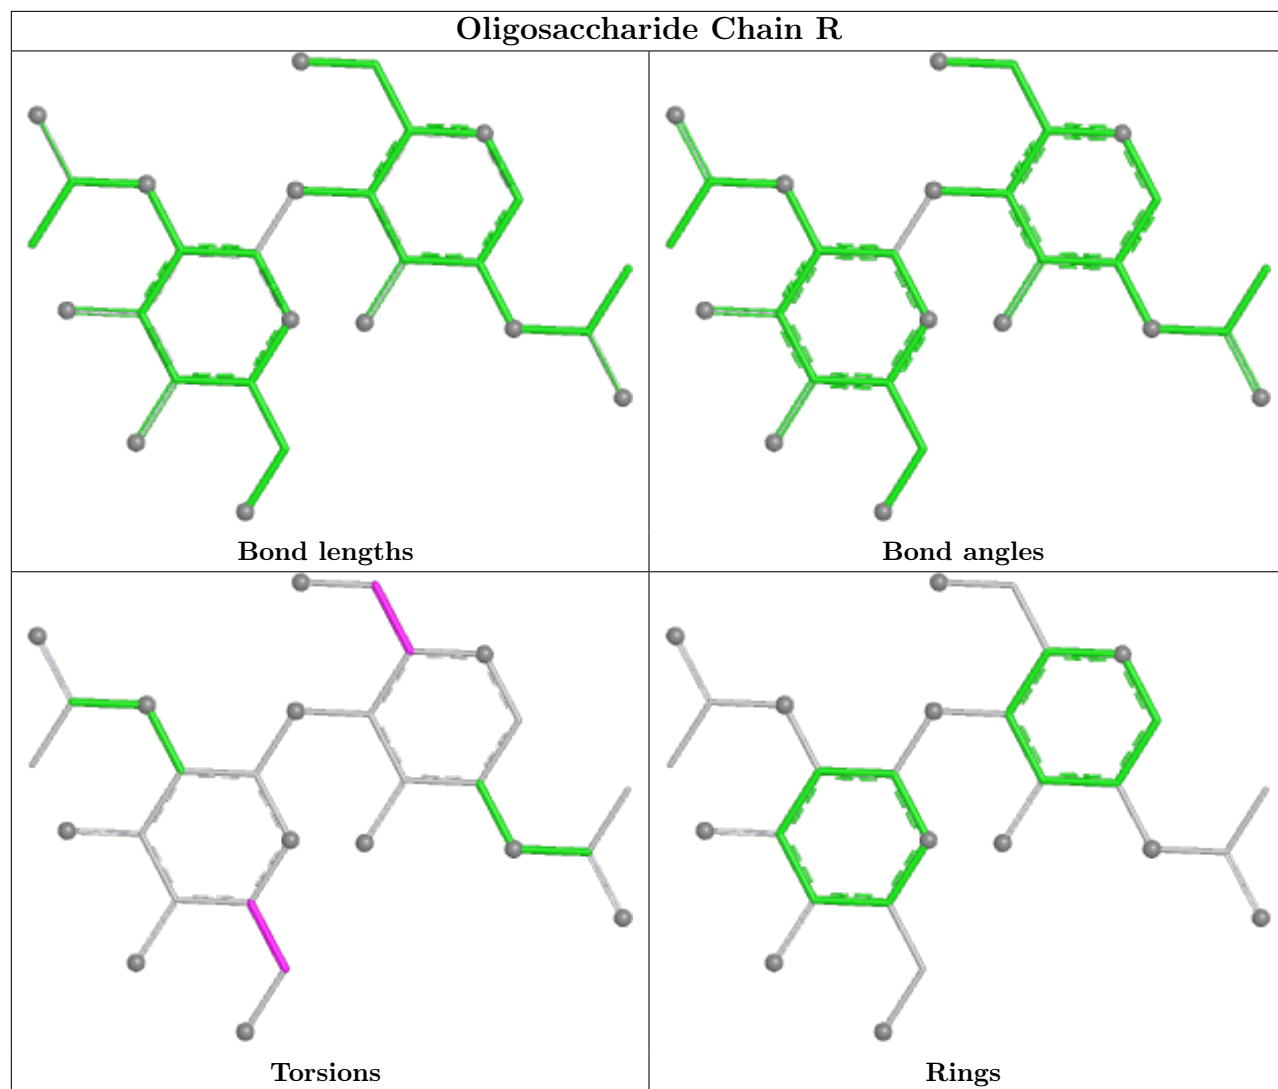 Oligosaccharide Chain R
Bond lengths
Bond angles
Torsions
Rings